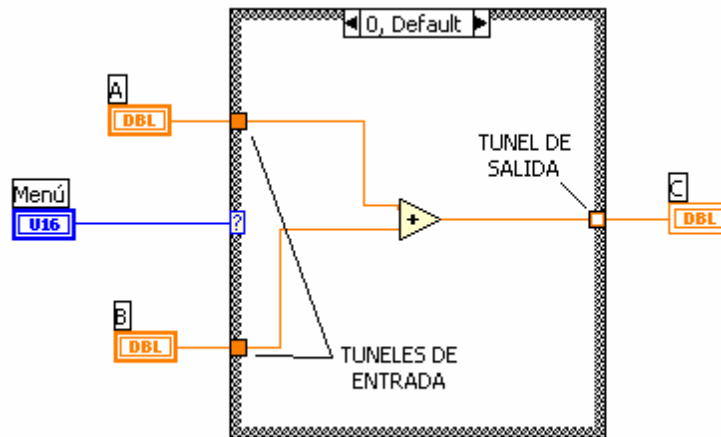 0, Default
A
DBL
TUNEL DE
SALIDA
Menú
U16
?
+
C
DBL
B
DBL
TUNELES DE
ENTRADA